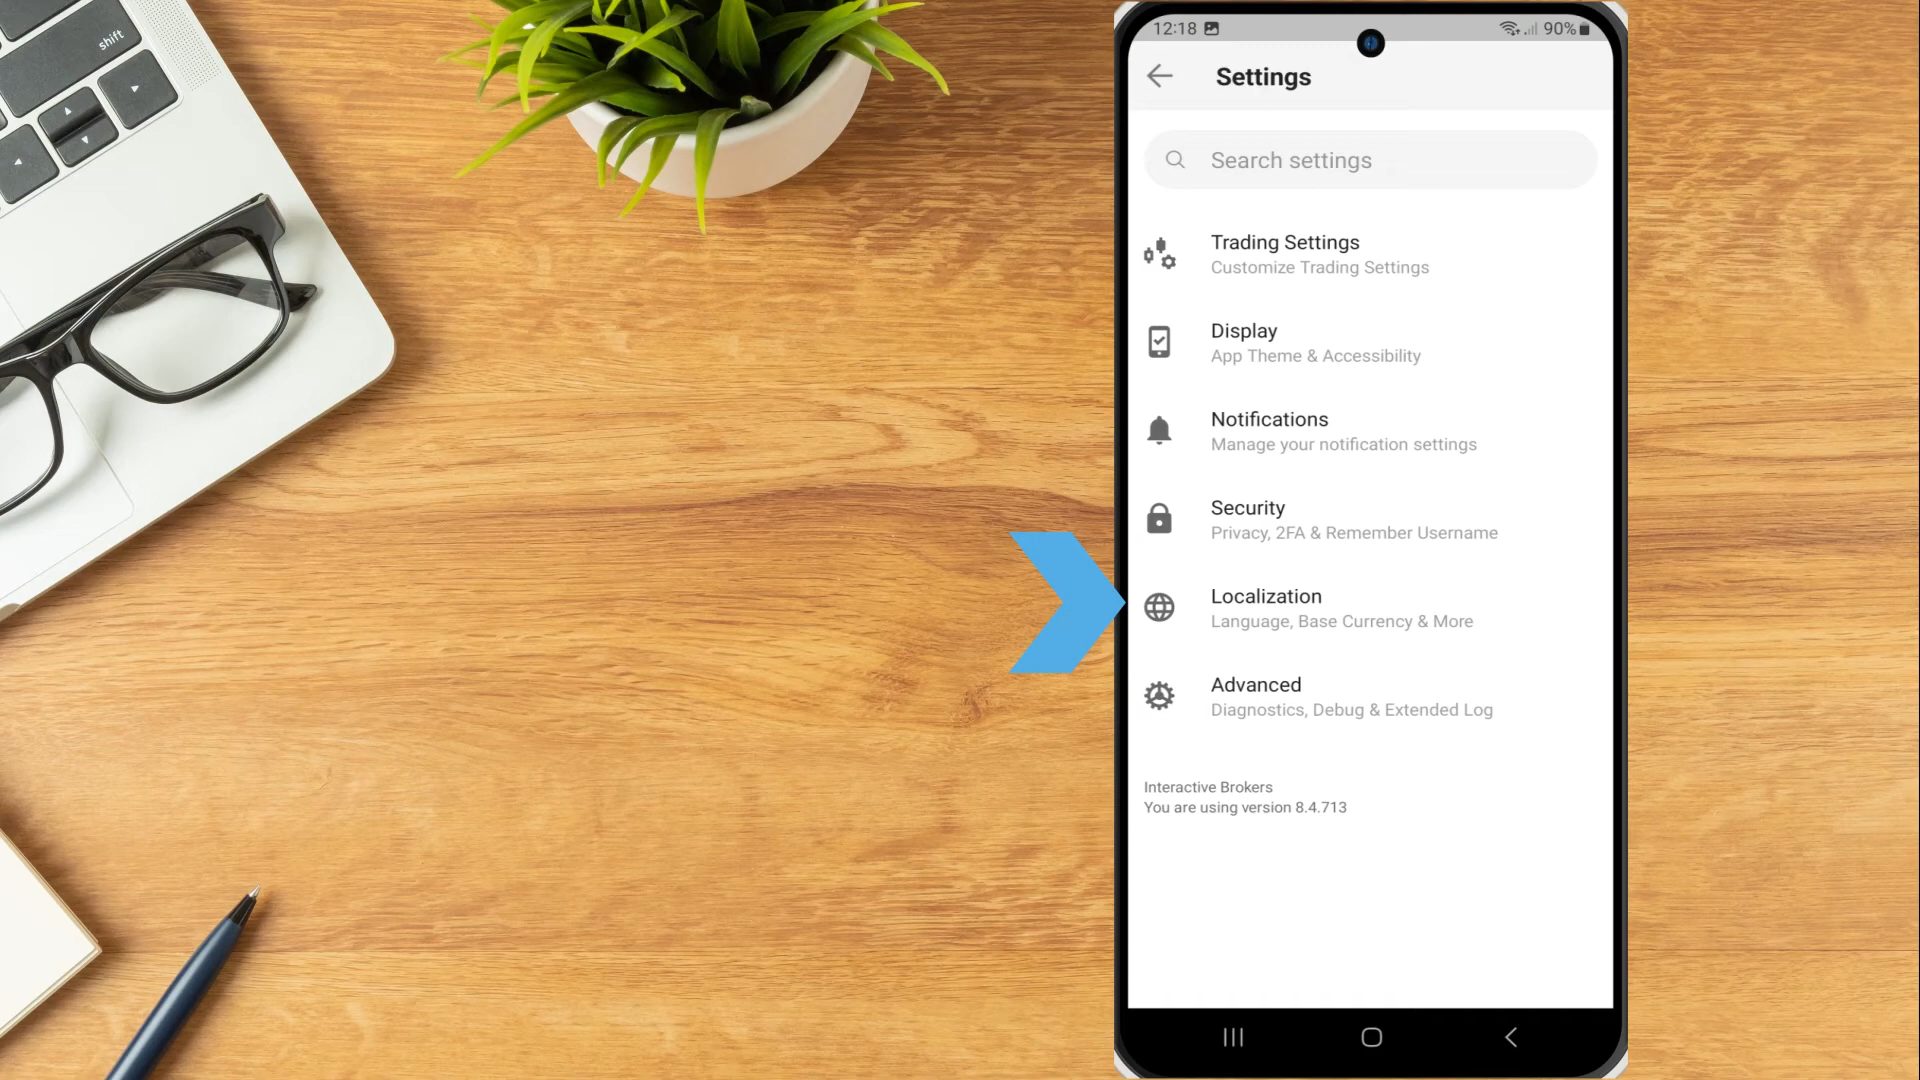 shift
12:18
90%
Settings
Search settings
Trading Settings
Customize Trading Settings
Display
App Theme & Accessibility
Notifications
Manage your notification settings
Security
Privacy, 2FA & Remember Username
Localization
Language, Base Currency & More
Advanced
Diagnostics, Debug & Extended Log
Interactive Brokers
You are using version 8.4.713